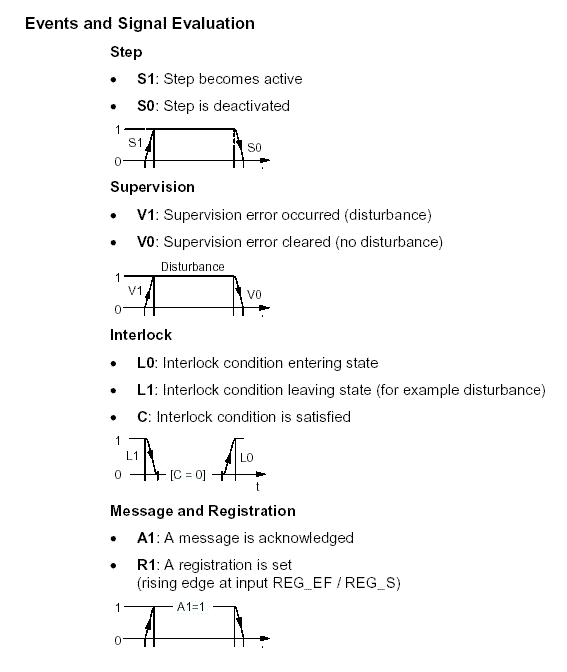 Events and Signal Evaluation
Step
• S1: Step becomes active
• S0: Step is deactivated
1
S1
S0
0
Supervision
• V1: Supervision error occurred (disturbance)
• V0: Supervision error cleared (no disturbance)
Disturbance
1
V1
V0
0
Interlock
• L0: Interlock condition entering state
• L1: Interlock condition leaving state (for example disturbance)
• C: Interlock condition is satisfied
1
L1
L0
0
[C = 0]
t
Message and Registration
• A1: A message is acknowledged
• R1: A registration is set
(rising edge at input REG_EF / REG_S)
1
A1=1
0